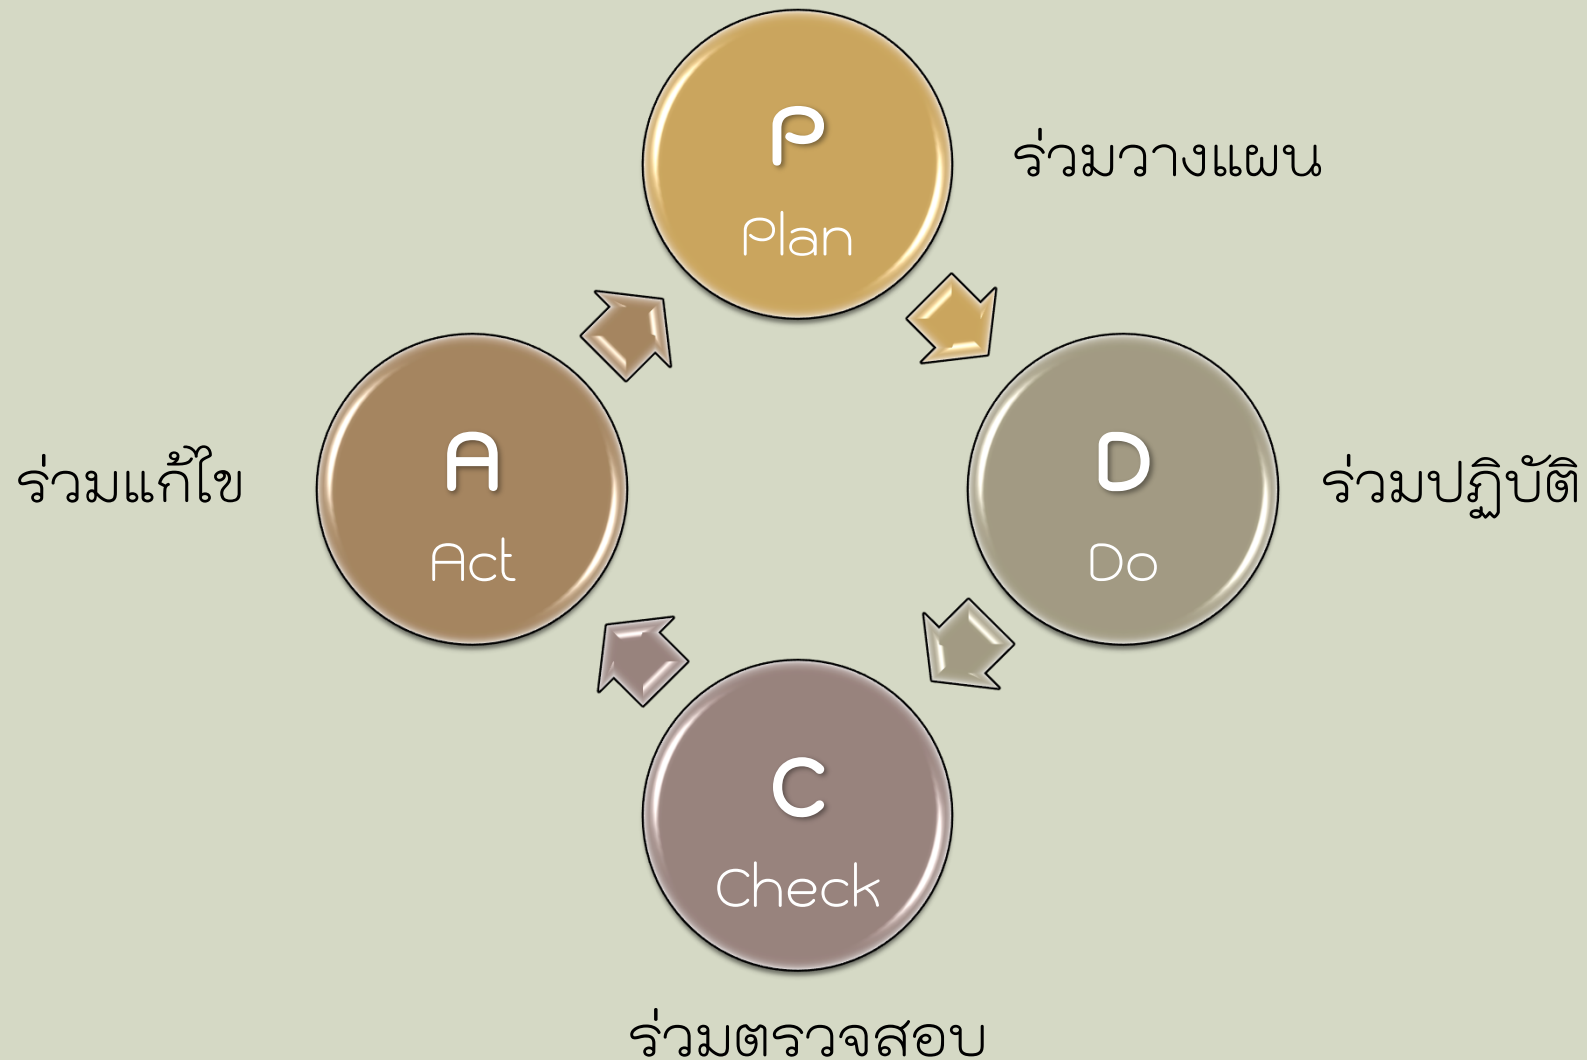 P
Plan
ร่วมวางแผน
A
Act
ร่วมแก้ไข
D
Do
ร่วมปฏิบัติ
C
Check
ร่วมตรวจสอบ